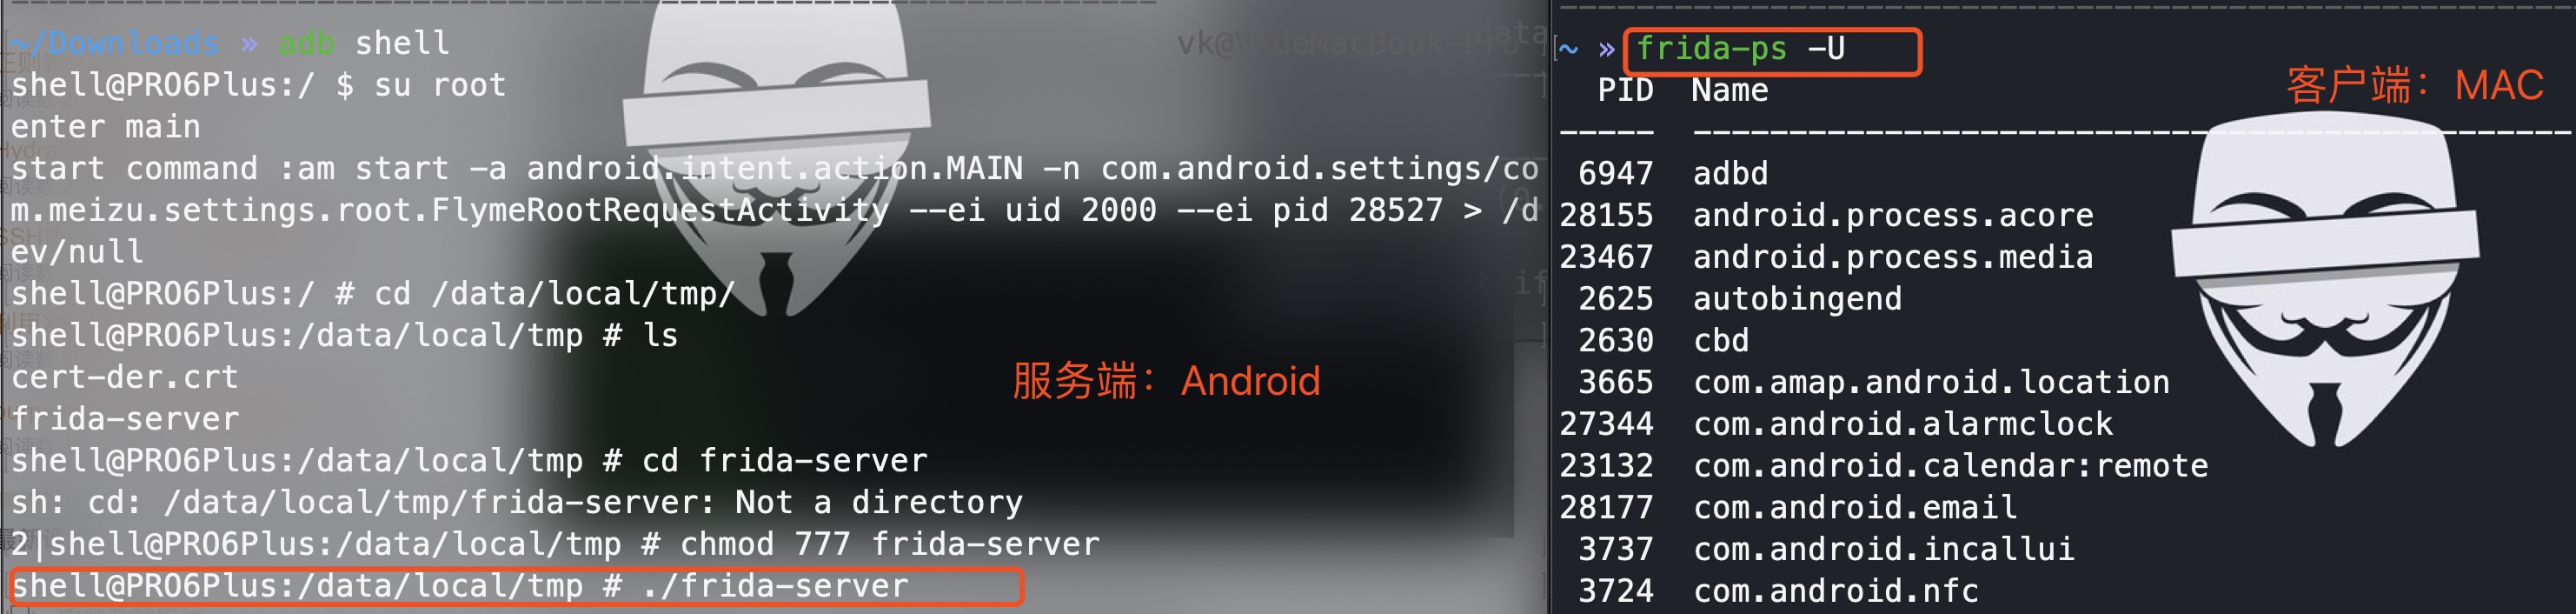 ~/Downloads » adb shell
vk@VKdeMacBook-Pro
shell@PRO6Plus:/ $ su root
enter main
start command :am start -a android.intent.action.MAIN -n com.android.settings/co
m.meizu.settings.root.FlymeRootRequestActivity --ei uid 2000 --ei pid 28527 > /d
ev/null
shell@PRO6Plus:/ # cd /data/local/tmp/
shell@PRO6Plus:/data/local/tmp # ls
cert-der.crt
frida-server
服务端：Android
shell@PRO6Plus:/data/local/tmp # cd frida-server
sh: cd: /data/local/tmp/frida-server: Not a directory
2|shell@PRO6Plus:/data/local/tmp # chmod 777 frida-server
shell@PRO6Plus:/data/local/tmp # ./frida-server
~ » frida-ps -U
客户端：MAC
PID Name
----- --------------------------------------------------
6947 adbd
28155 android.process.acore
23467 android.process.media
2625 autobingend
2630 cbd
3665 com.amap.android.location
27344 com.android.alarmclock
23132 com.android.calendar:remote
28177 com.android.email
3737 com.android.incallui
3724 com.android.nfc